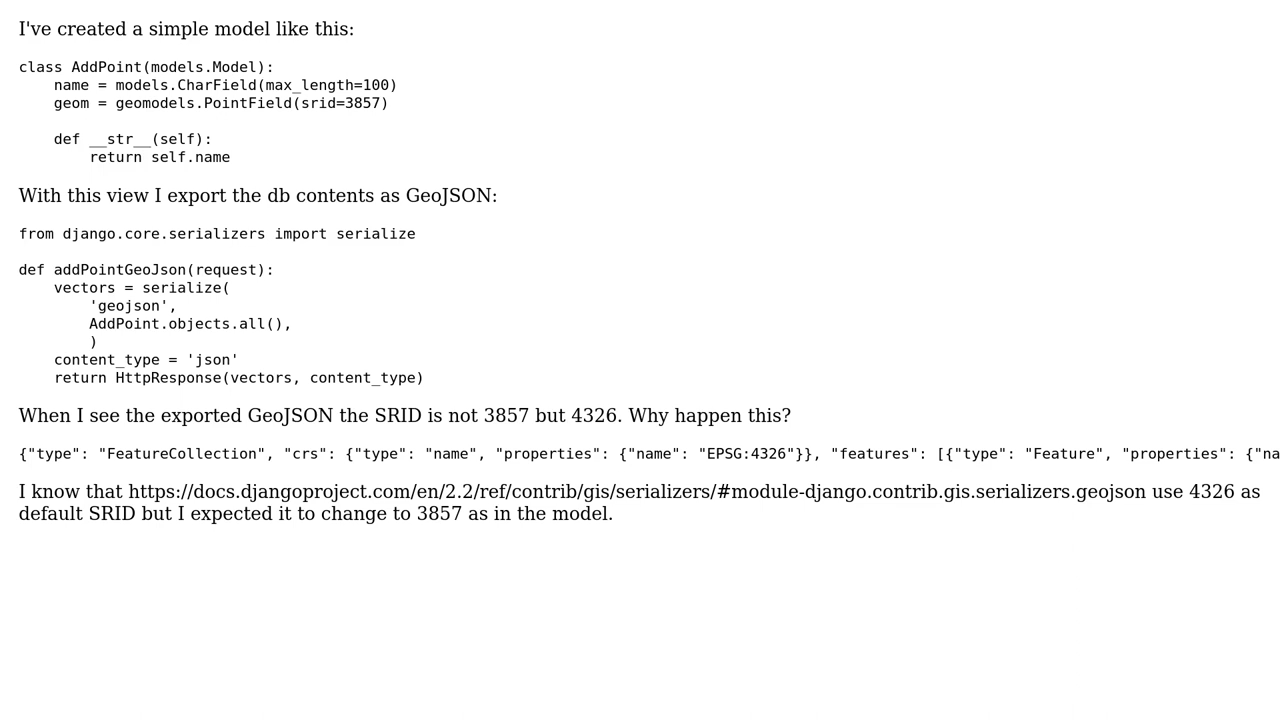 I've created a simple model like this:
class AddPoint(models.Model):
    name = models.CharField(max_length=100)
    geom = geomodels.PointField(srid=3857)
    def __str__(self):
        return self.name
With this view I export the db contents as GeoJSON:
from django.core.serializers import serialize
def addPointGeoJson(request):
    vectors = serialize(
        'geojson',
        AddPoint.objects.all(),
        )
    content_type = 'json'
    return HttpResponse(vectors, content_type)
When I see the exported GeoJSON the SRID is not 3857 but 4326. Why happen this?
{"type": "FeatureCollection", "crs": {"type": "name", "properties": {"name": "EPSG:4326"}}, "features": [{"type": "Feature", "properties": {"na
I know that https://docs.djangoproject.com/en/2.2/ref/contrib/gis/serializers/#module-django.contrib.gis.serializers.geojson use 4326 as
default SRID but I expected it to change to 3857 as in the model.